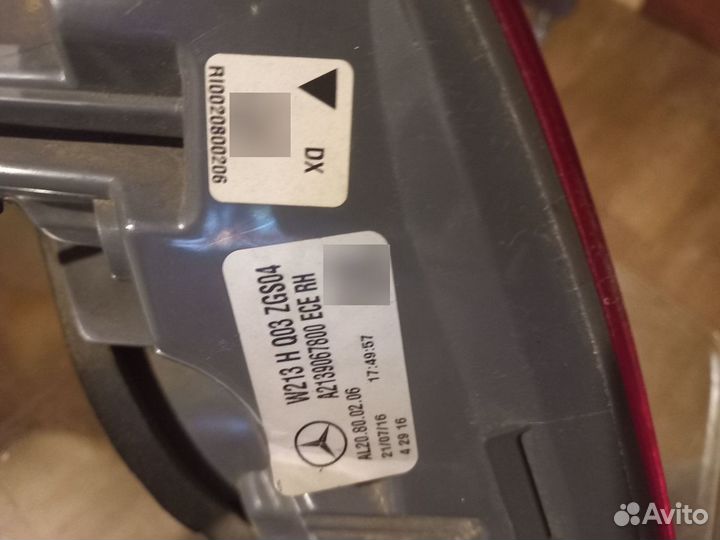 DX
RI0020800206
W213 H Q03 ZGS04
A2139067800 ECE RH
AL20.80.02.06
21/07/16 17:49:57
4 29 16
Avito